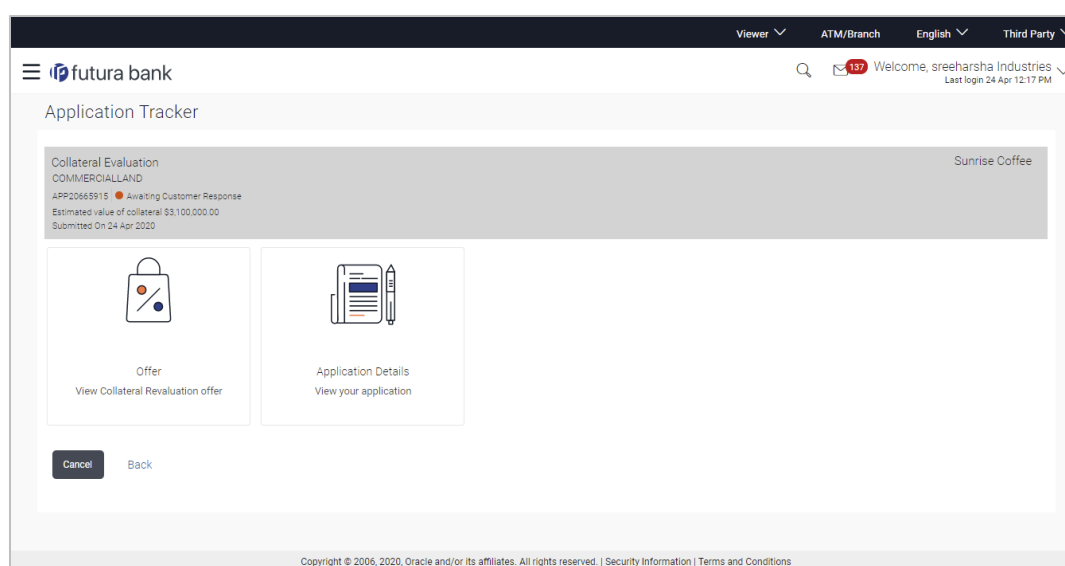 Viewer ATM/Branch English Third Party
futura bank
137 Welcome, sreeharsha Industries
Last login 24 Apr 12:17 PM
Application Tracker
Collateral Evaluation
Sunrise Coffee
COMMERCIALLAND
APP20665915 Awaiting Customer Response
Estimated value of collateral $3,100,000.00
Submitted On 24 Apr 2020
Offer
View Collateral Revaluation offer
Application Details
View your application
Cancel Back
Copyright © 2006, 2020, Oracle and/or its affiliates. All rights reserved. | Security Information | Terms and Conditions